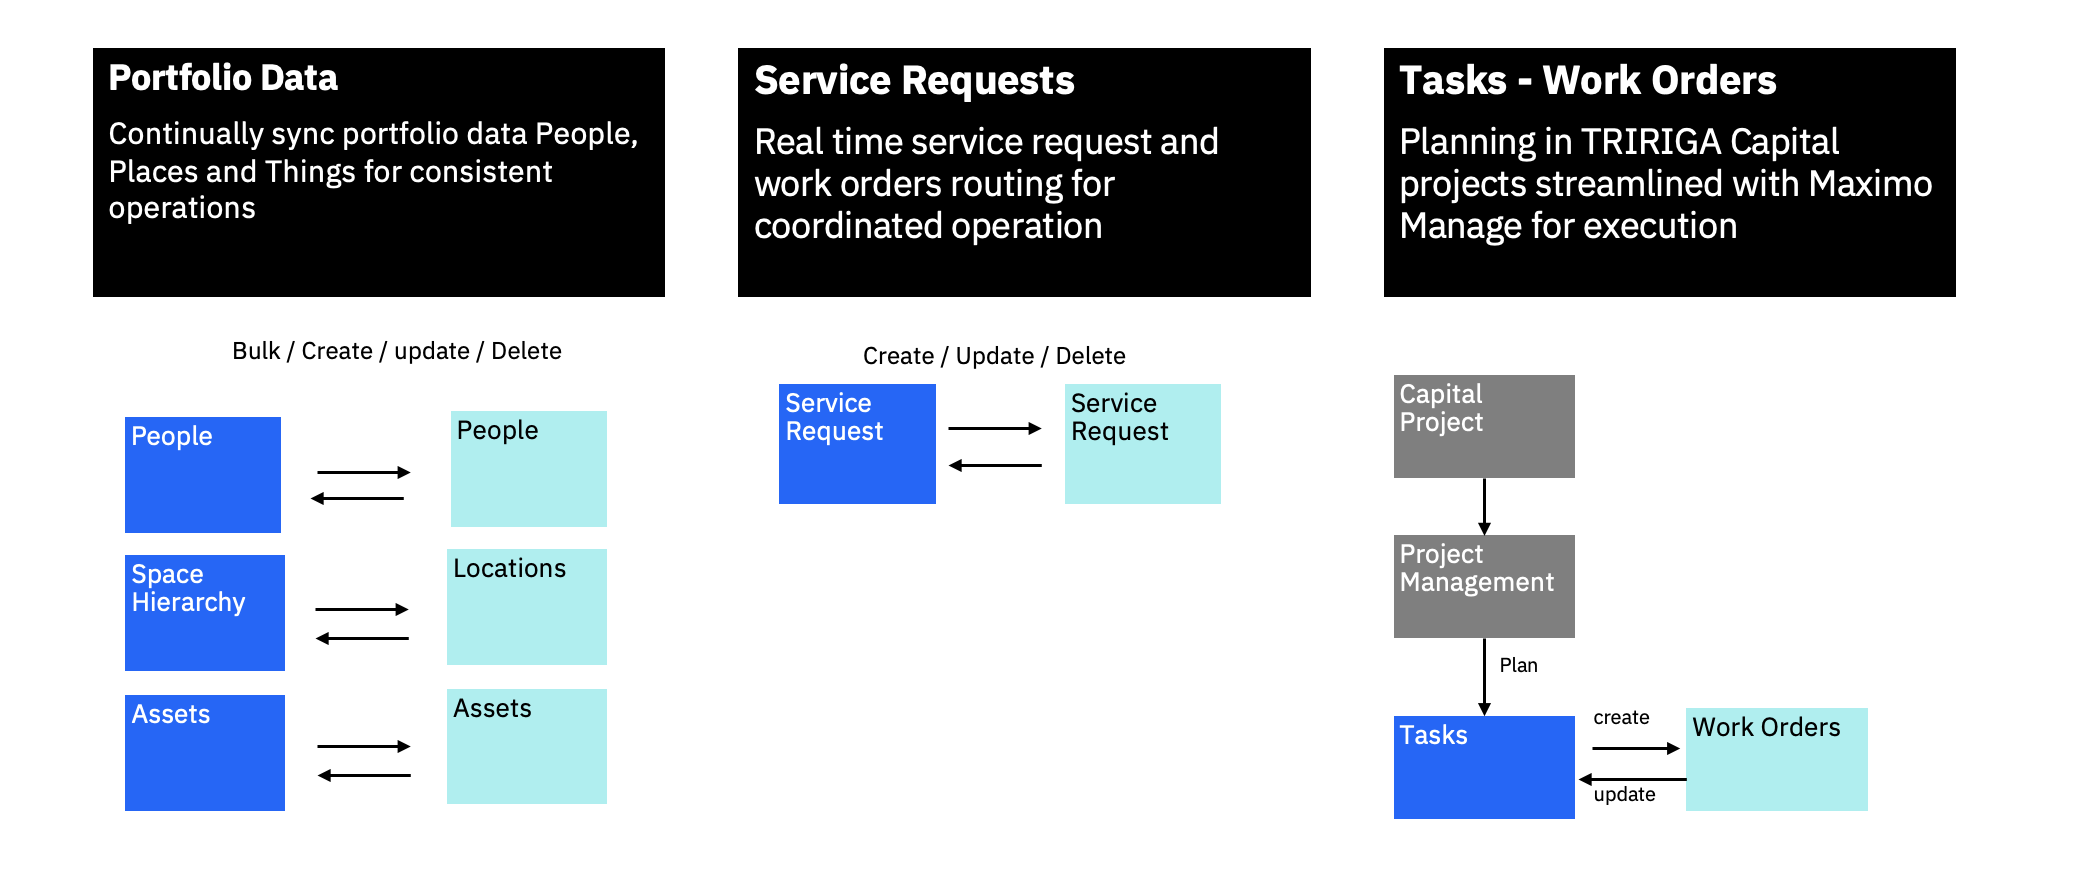 Portfolio Data
Continually sync portfolio data People,
Places and Things for consistent
operations
Bulk / Create / update / Delete
People
People
Space
Hierarchy
Locations
Assets
Assets
Service Requests
Real time service request and
work orders routing for
coordinated operation
Create / Update / Delete
Service
Request
Service
Request
Tasks - Work Orders
Planning in TRIRIGA Capital
projects streamlined with Maximo
Manage for execution
Capital
Project
Project
Management
Plan
Tasks
create
update
Work Orders